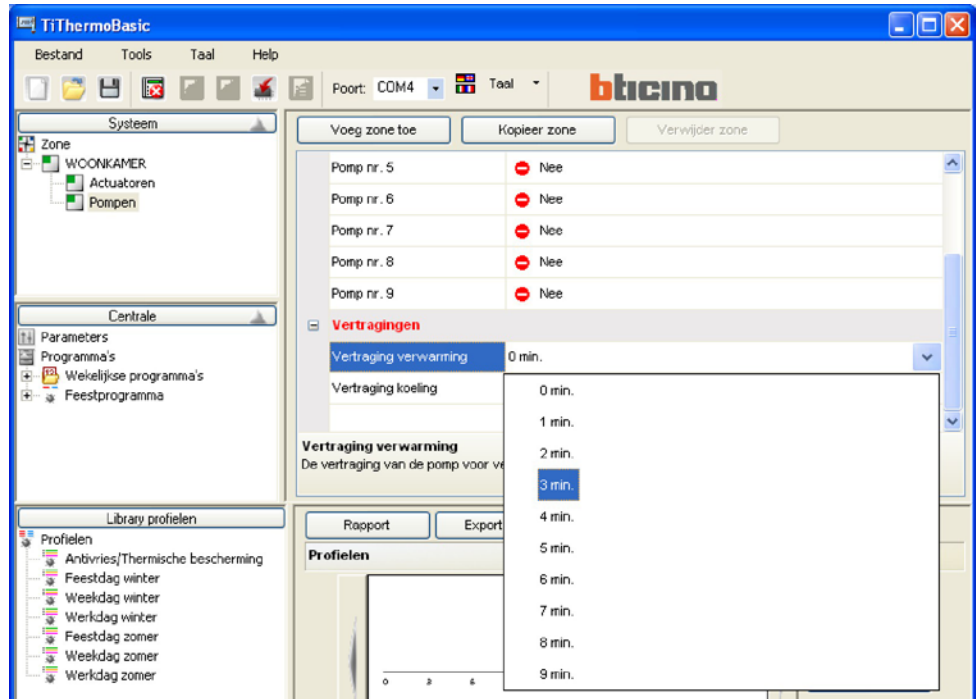 TiThermoBasic
Bestand Tools Taal Help
Poort: COM4 Taal bticino
Systeem
Zone
WOONKAMER
Actuatoren
Pompen
Centrale
Parameters
Programma's
Wekelijkse programma's
Feestprogramma
Library profielen
Profielen
Antivries/Thermische bescherming
Feestdag winter
Weekdag winter
Werkdag winter
Feestdag zomer
Weekdag zomer
Werkdag zomer
Voeg zone toe Kopieer zone Verwijder zone
Pomp nr. 5 Nee
Pomp nr. 6 Nee
Pomp nr. 7 Nee
Pomp nr. 8 Nee
Pomp nr. 9 Nee
Vertragingen
Vertraging verwarming 0 min.
Vertraging koeling
0 min.
1 min.
2 min.
3 min.
4 min.
5 min.
6 min.
7 min.
8 min.
9 min.
Vertraging verwarming
De vertraging van de pomp voor ve
Rapport Export
Profielen
0 2 6